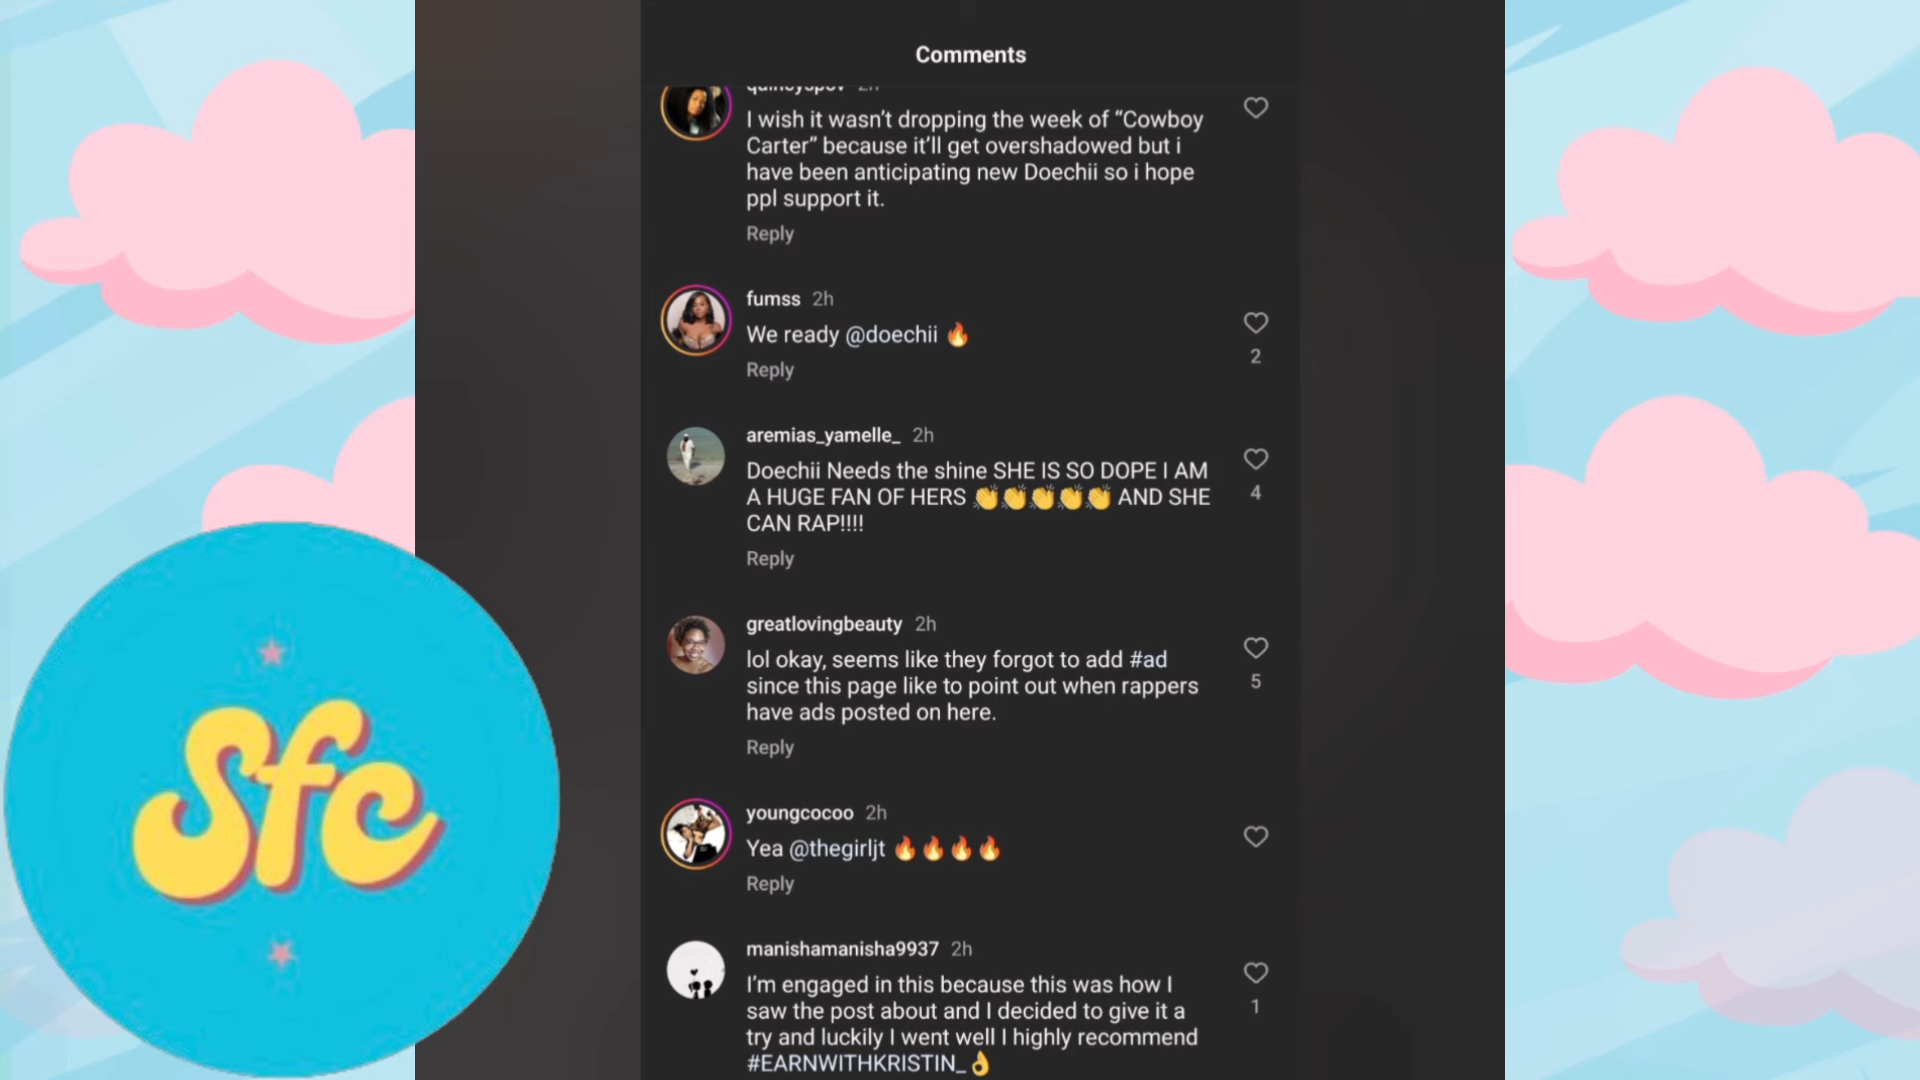 Comments
I wish it wasn’t dropping the week of “Cowboy
Carter” because it’ll get overshadowed but i
have been anticipating new Doechii so i hope
ppl support it.
Reply
fumss 2h
We ready @doechii 🔥
2
Reply
aremias_yamelle_ 2h
Doechii Needs the shine SHE IS SO DOPE I AM
A HUGE FAN OF HERS 👏👏👏👏👏 AND SHE
CAN RAP!!!!
4
Reply
greatlovingbeauty 2h
lol okay, seems like they forgot to add #ad
since this page like to point out when rappers
have ads posted on here.
5
Reply
youngcocoo 2h
Yea @thegirljt 🔥🔥🔥🔥
Reply
manishamanisha9937 2h
I’m engaged in this because this was how I
saw the post about and I decided to give it a
try and luckily I went well I highly recommend
#EARNWITHKRISTIN_👌
1
Sfc